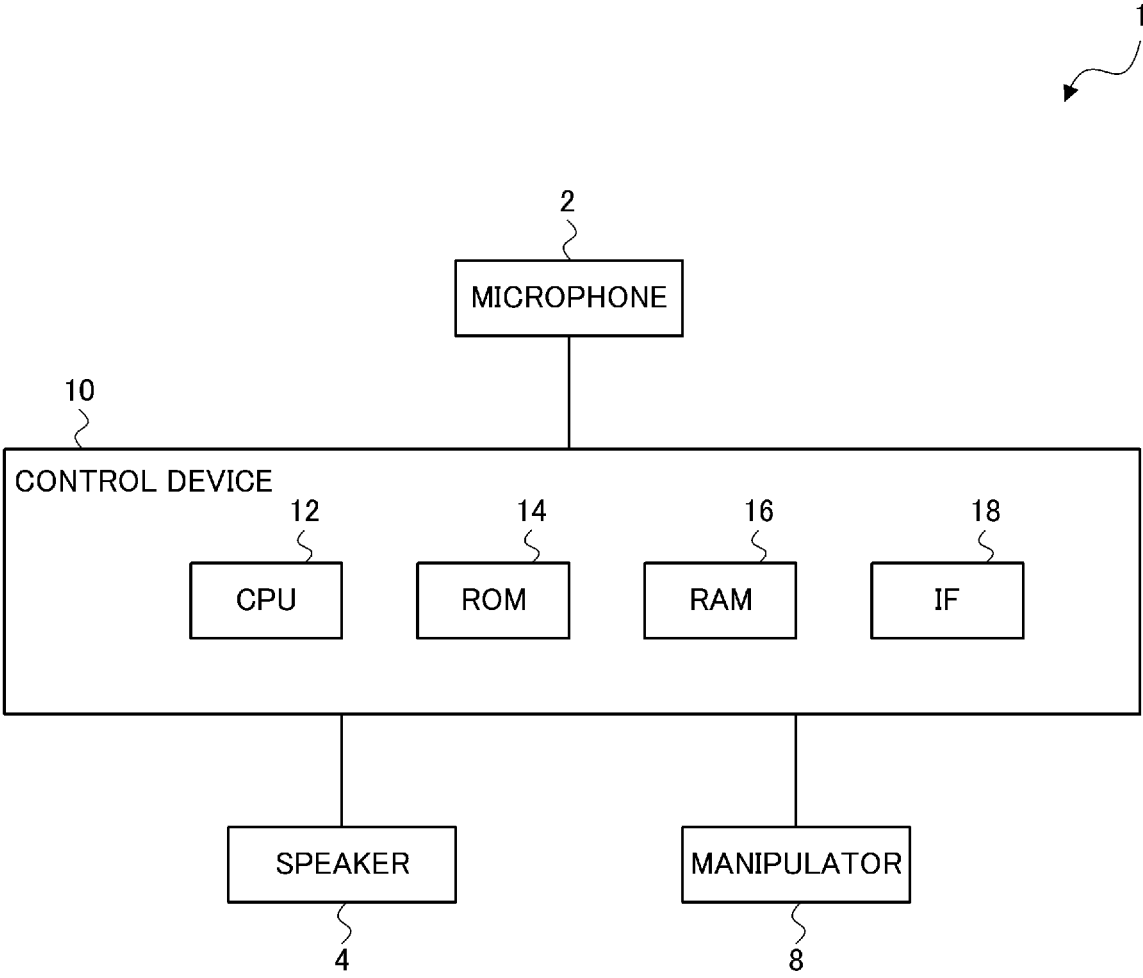 1
2
MICROPHONE
10
CONTROL DEVICE
12 14 16 18
CPU ROM RAM IF
SPEAKER MANIPULATOR
4 8